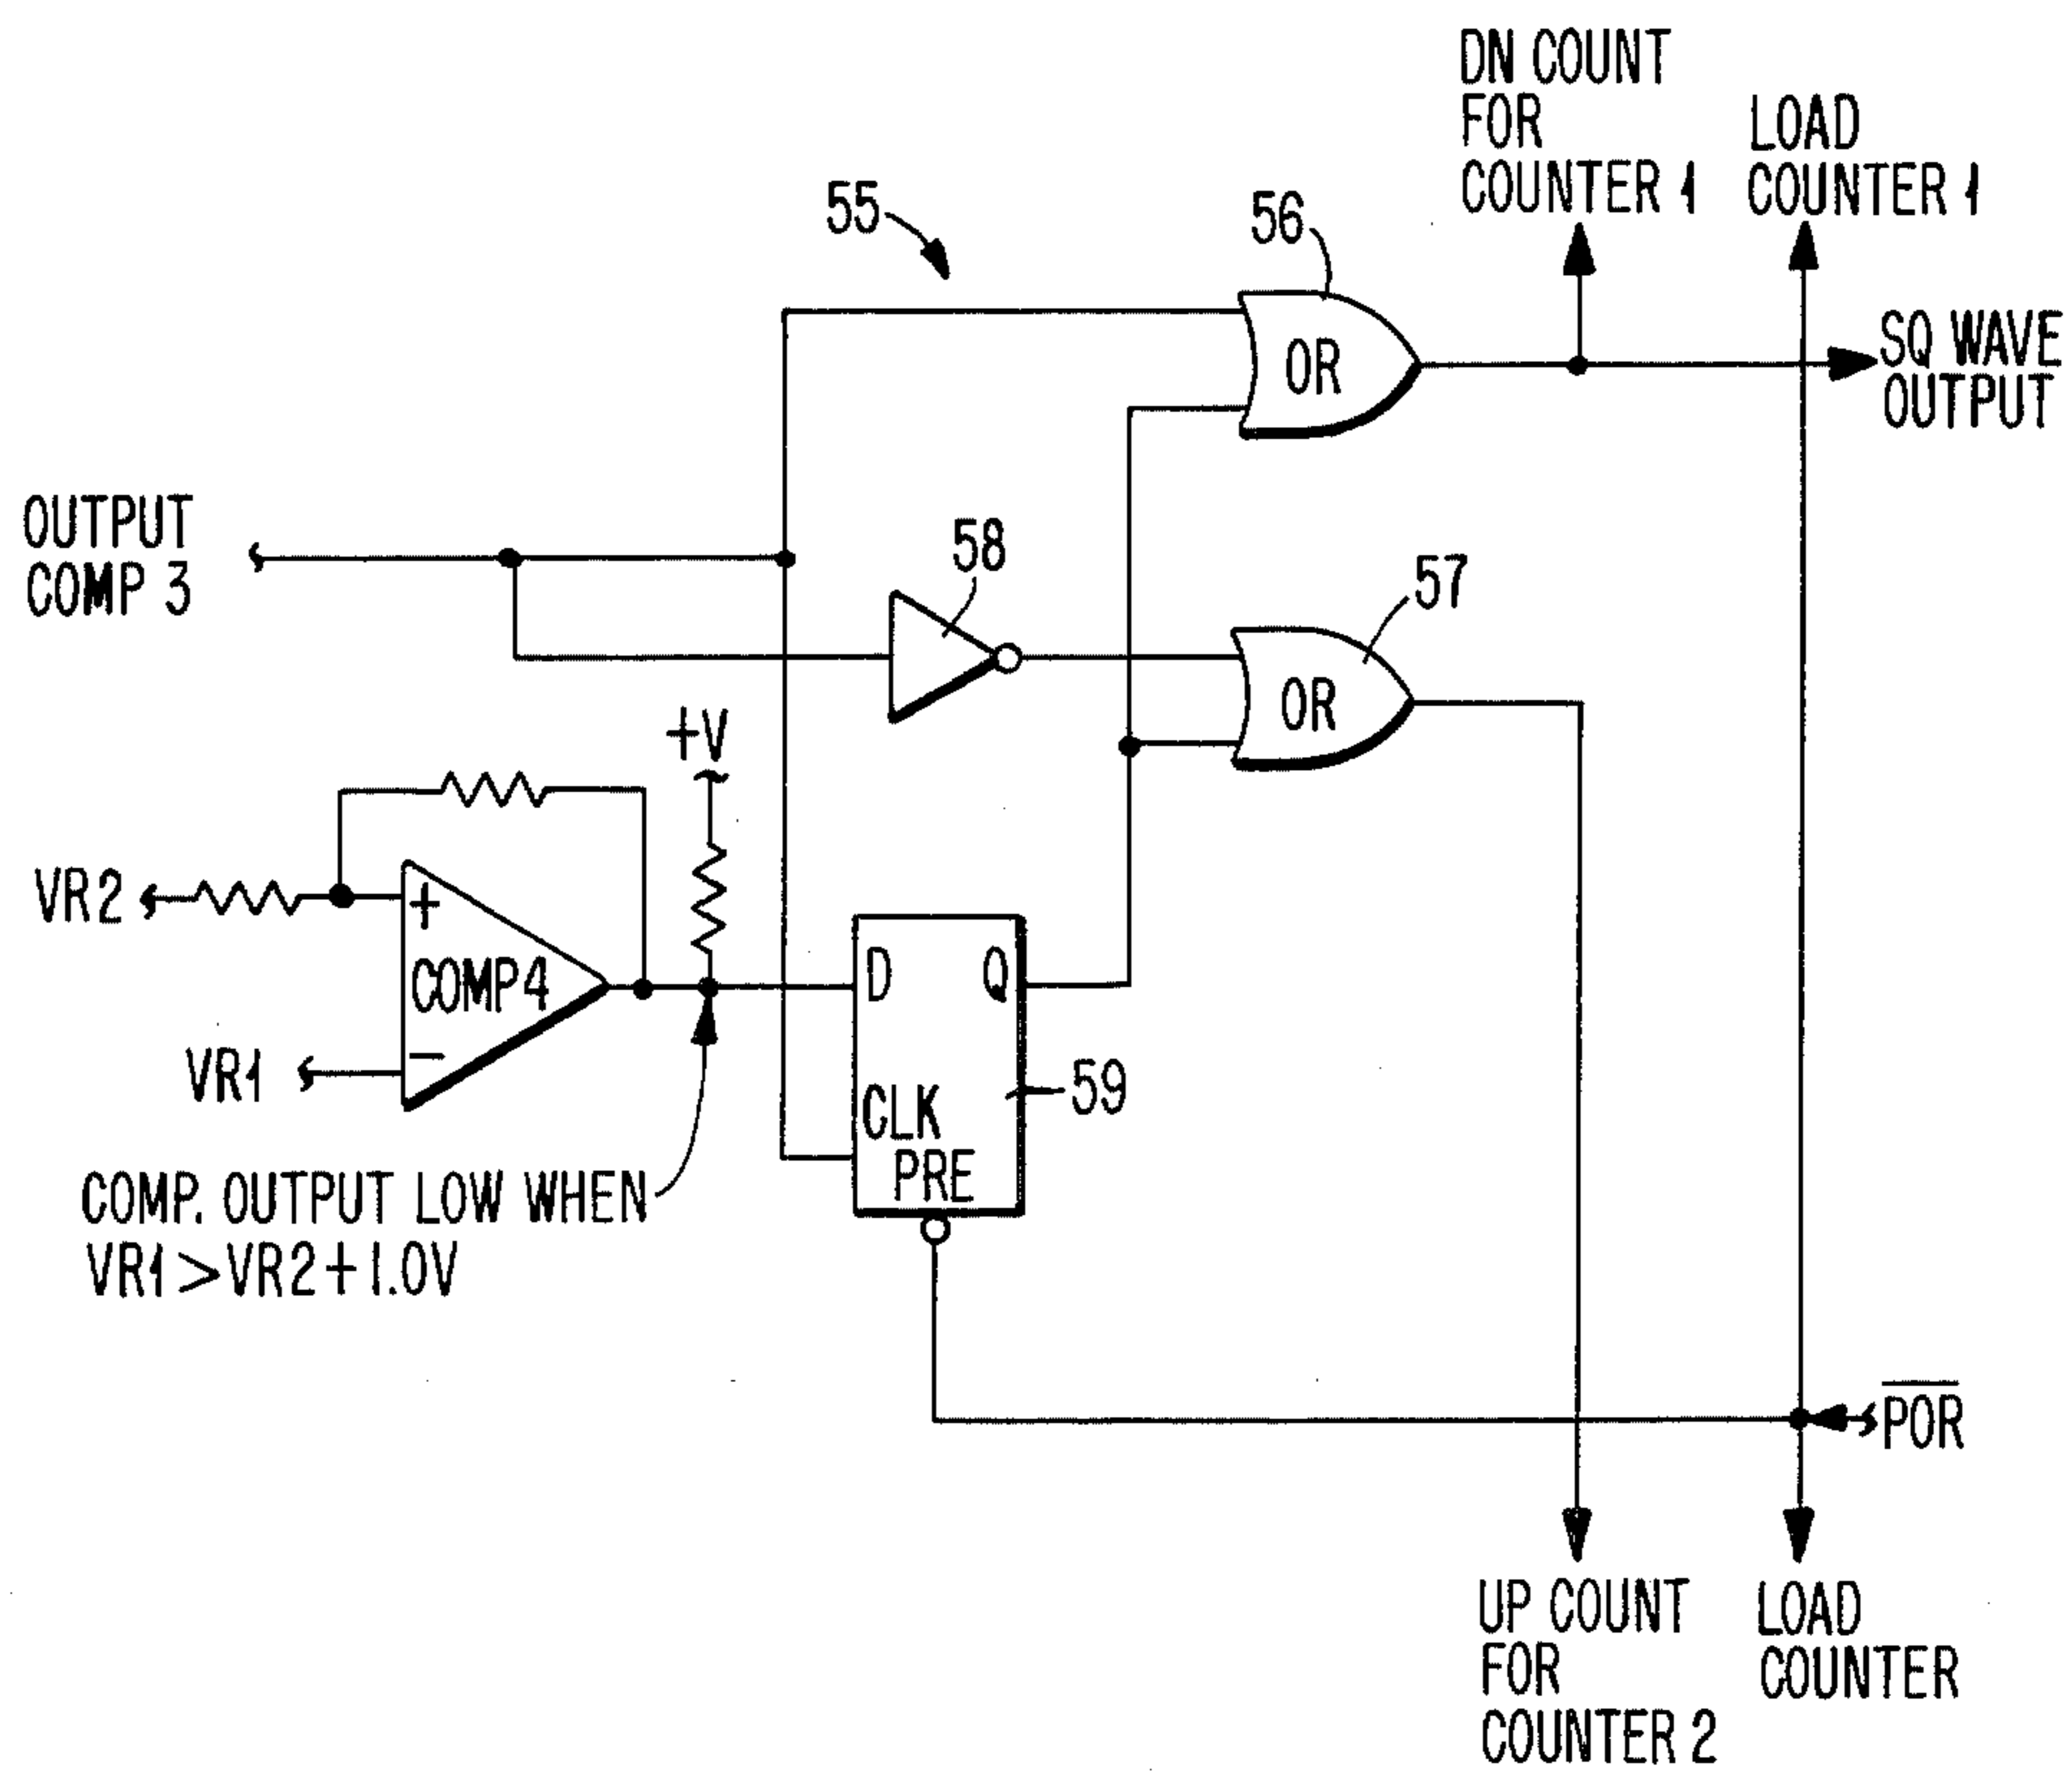 DN COUNT
FOR
COUNTER 1
LOAD
COUNTER 1
55
56
OR
SQ WAVE
OUTPUT
OUTPUT
COMP 3
58
57
OR
+V
VR2
+
COMP4
−
VR1
D
Q
CLK
PRE
59
COMP. OUTPUT LOW WHEN
VR1>VR2+1.0V
P̅O̅R̅
UP COUNT
FOR
COUNTER 2
LOAD
COUNTER